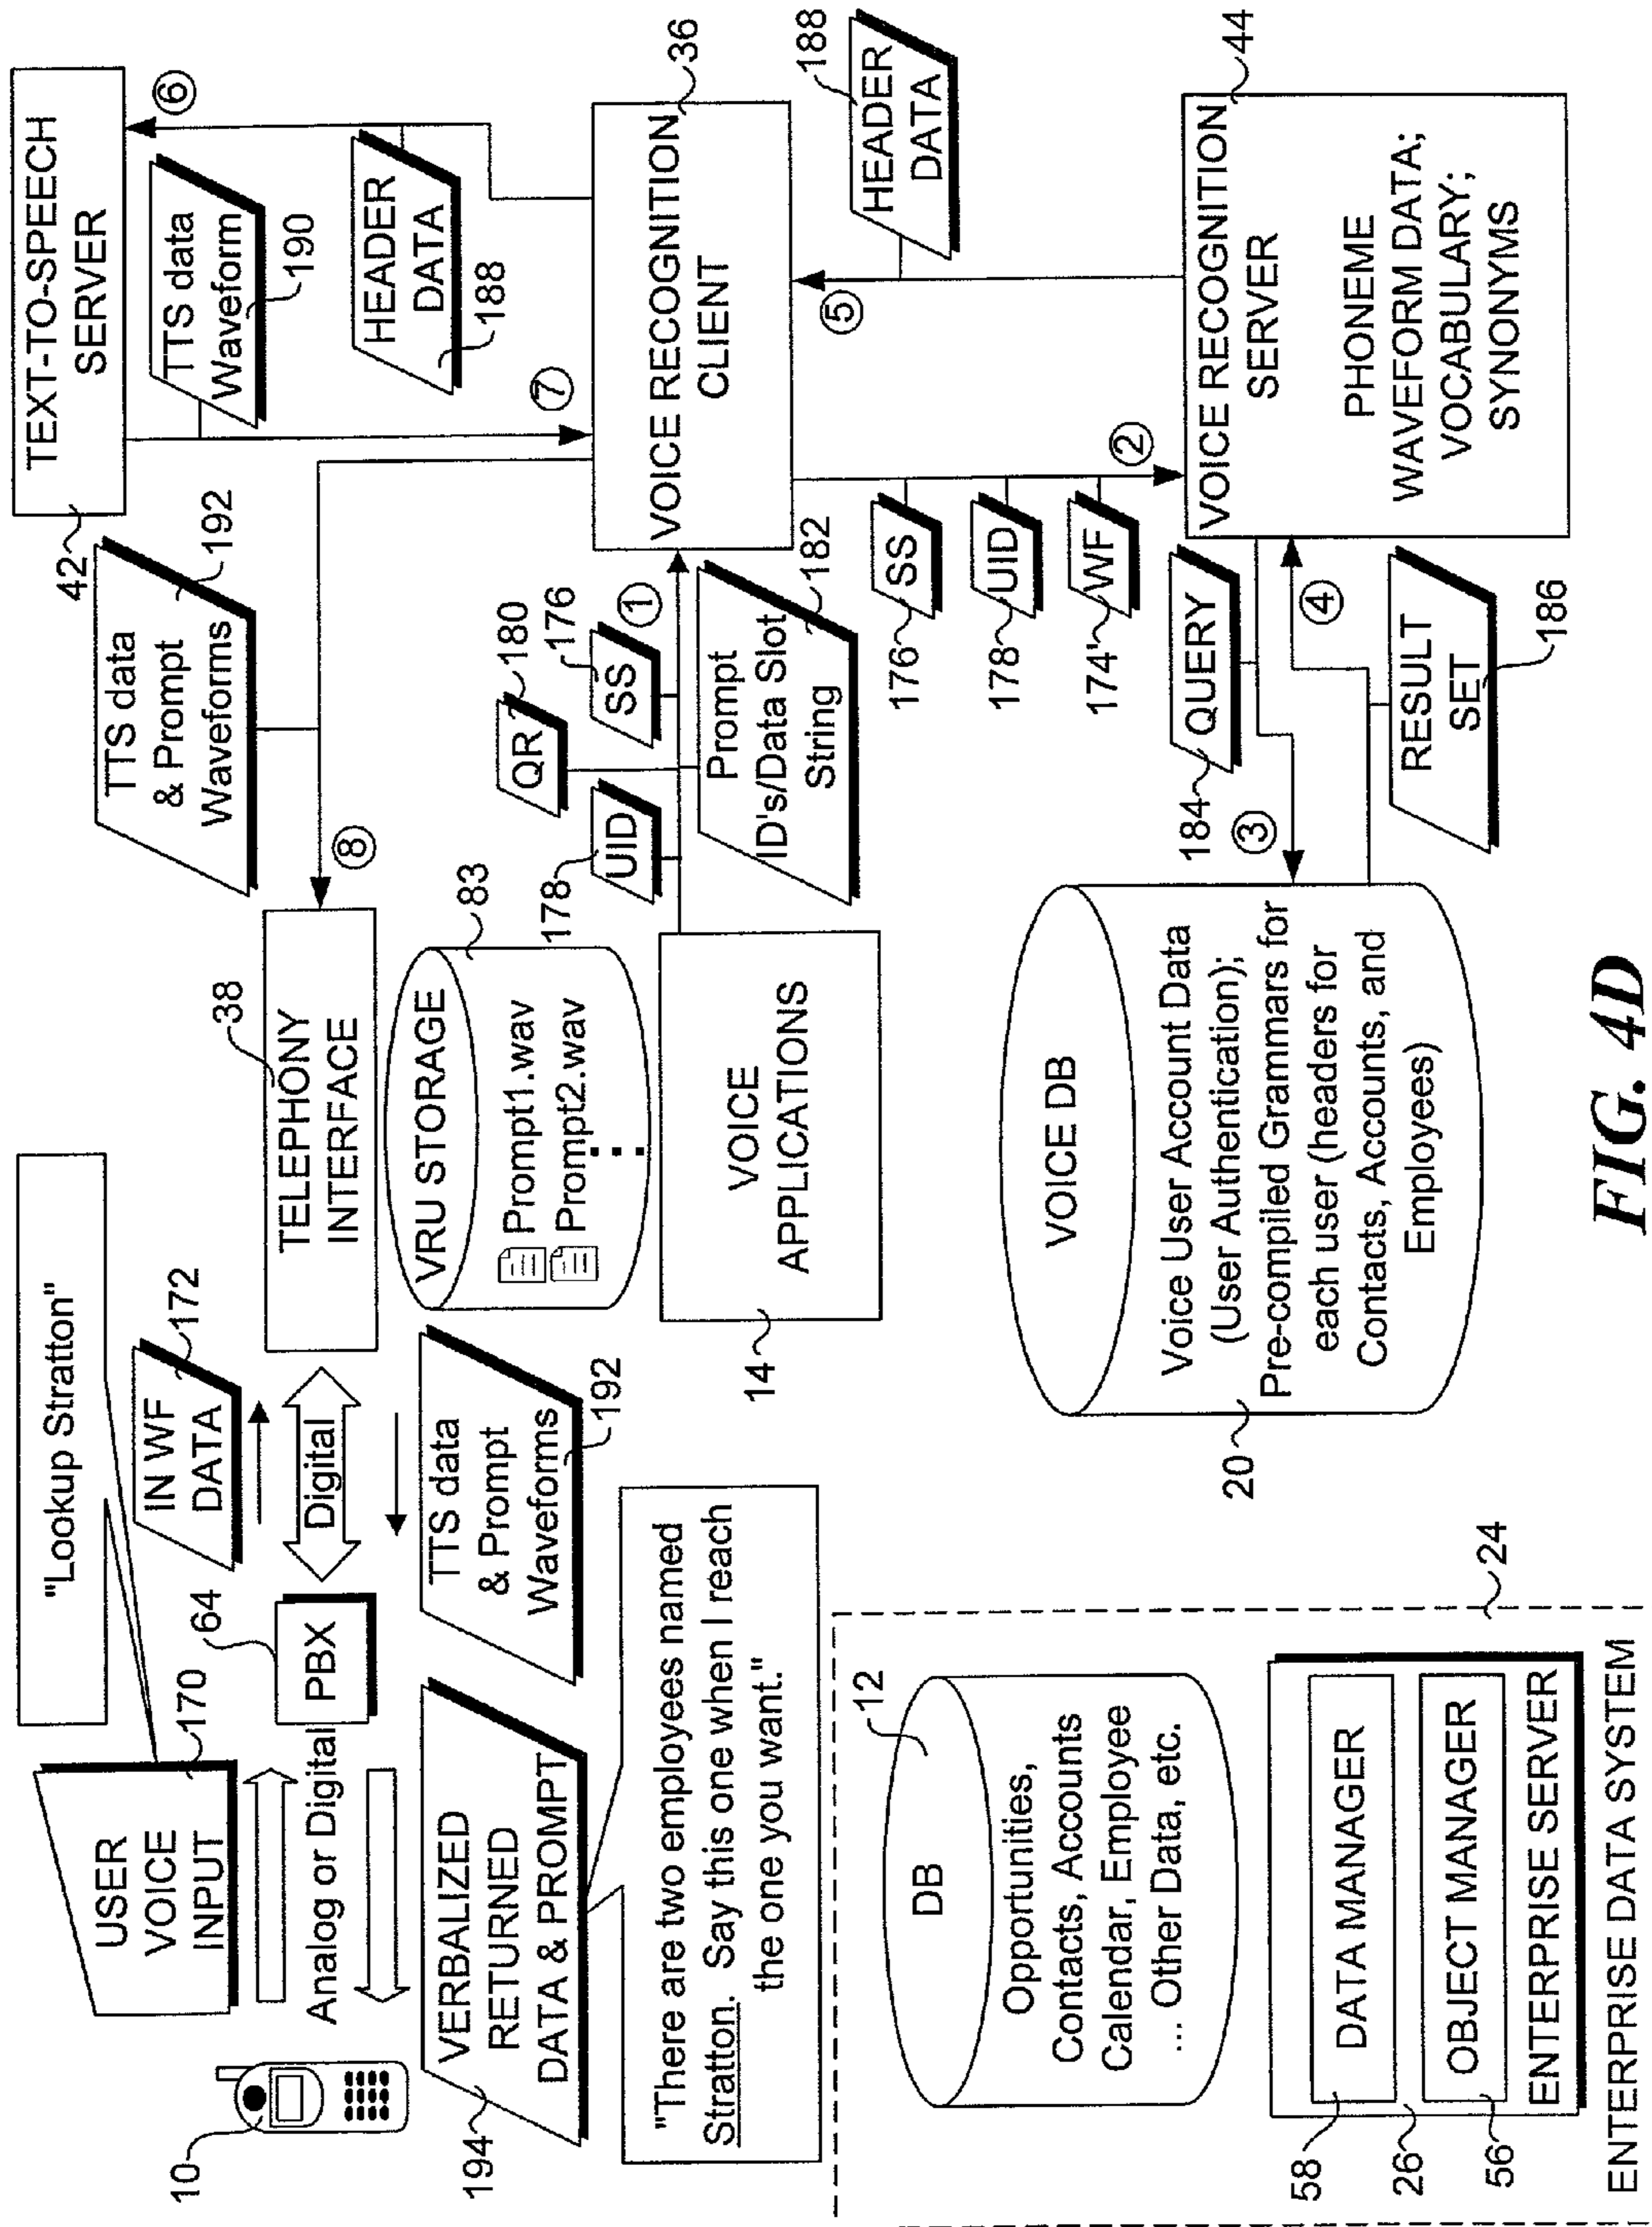 "Lookup Stratton"
USER
VOICE
INPUT
170
64
PBX
IN WF
DATA
172
38
TELEPHONY
INTERFACE
42
TTS data
& Prompt
Waveforms
192
TEXT-TO-SPEECH
SERVER
6
TTS data
Waveform
190
10
Analog or Digital
Digital
8
7
HEADER
DATA
188
VERBALIZED
RETURNED
DATA & PROMPT
194
TTS data
& Prompt
Waveforms
192
VRU STORAGE
83
Prompt1.wav
Prompt2.wav
178
UID
QR
180
SS
176
1
VOICE RECOGNITION
CLIENT
36
"There are two employees named
Stratton. Say this one when I reach
the one you want."
VOICE
APPLICATIONS
14
Prompt
ID's/Data Slot
String
182
SS
176
UID
178
WF
174'
2
5
HEADER
DATA
188
DB
12
Opportunities,
Contacts, Accounts
Calendar, Employee
... Other Data, etc.
VOICE DB
Voice User Account Data
(User Authentication);
Pre-compiled Grammars for
each user (headers for
Contacts, Accounts, and
Employees)
20
184
QUERY
3
4
RESULT
SET
186
VOICE RECOGNITION
SERVER
44
PHONEME
WAVEFORM DATA;
VOCABULARY;
SYNONYMS
24
DATA MANAGER
58
26
OBJECT MANAGER
56
ENTERPRISE SERVER
ENTERPRISE DATA SYSTEM
FIG. 4D